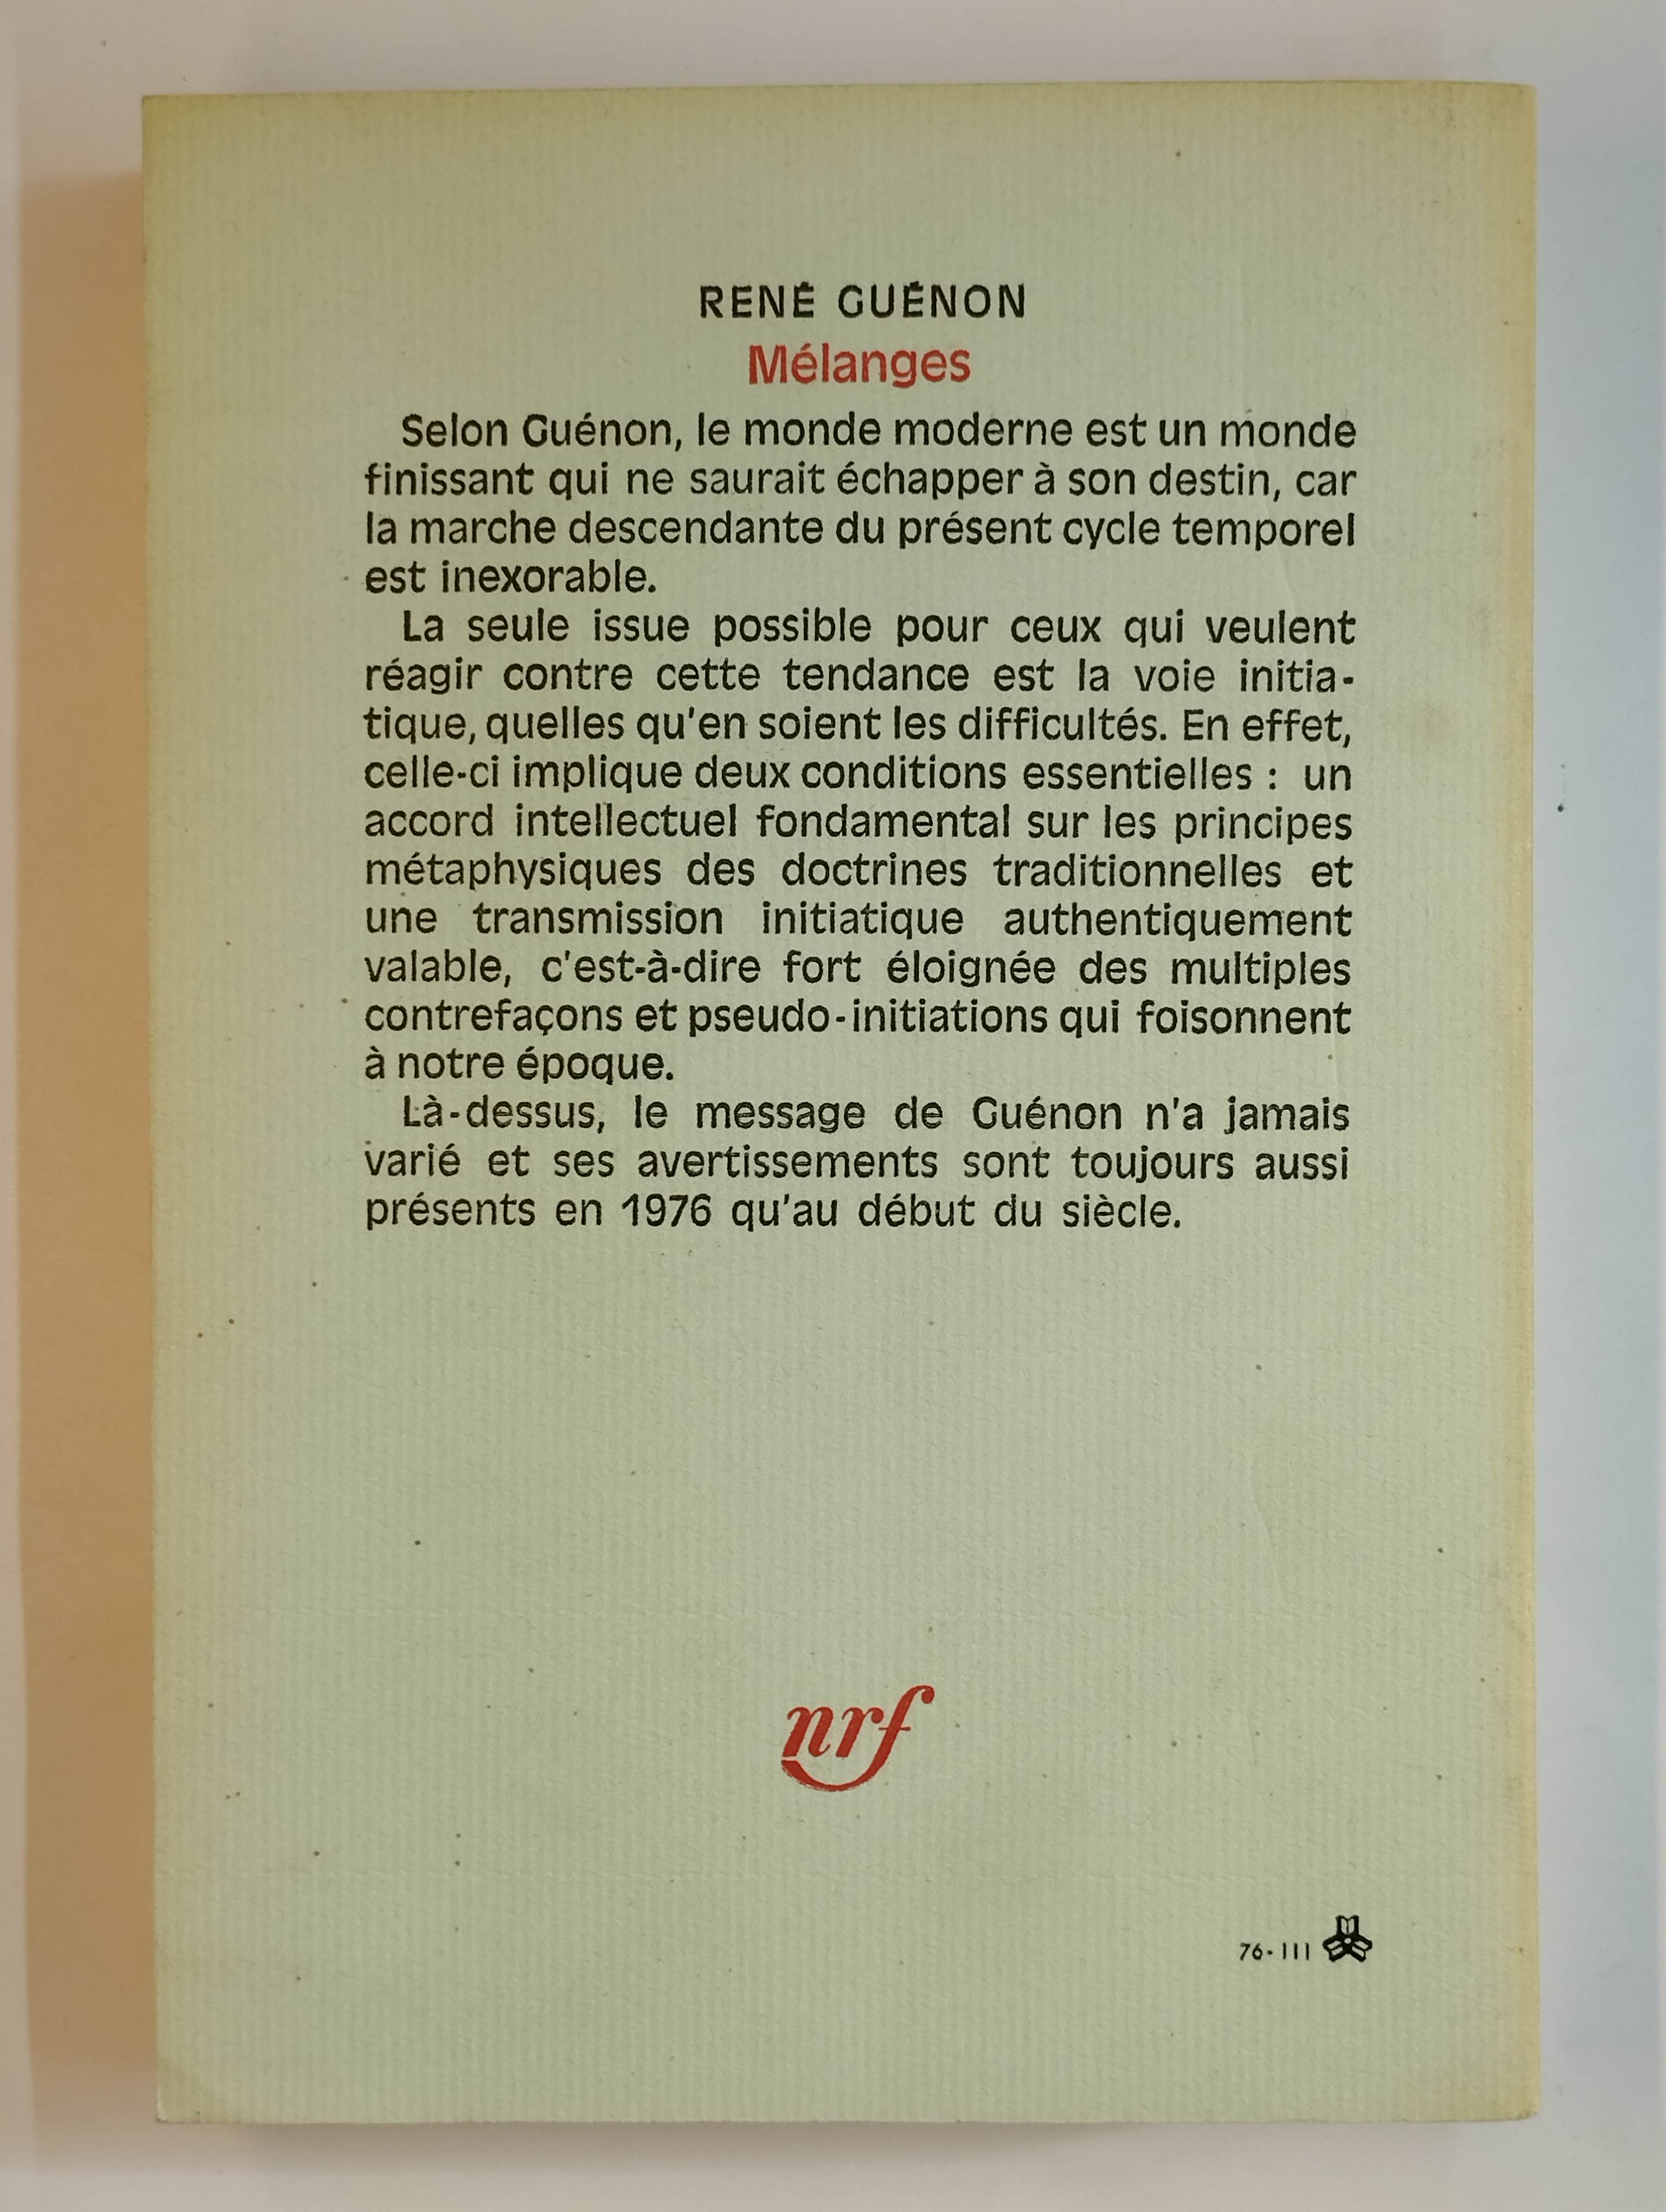 RENÉ GUÉNON
Mélanges
Selon Guénon, le monde moderne est un monde
finissant qui ne saurait échapper à son destin, car
la marche descendante du présent cycle temporel
est inexorable.
La seule issue possible pour ceux qui veulent
réagir contre cette tendance est la voie initia-
tique, quelles qu'en soient les difficultés. En effet,
celle-ci implique deux conditions essentielles : un
accord intellectuel fondamental sur les principes
métaphysiques des doctrines traditionnelles et
une transmission initiatique authentiquement
valable, c'est-à-dire fort éloignée des multiples
contrefaçons et pseudo-initiations qui foisonnent
à notre époque.
Là-dessus, le message de Guénon n'a jamais
varié et ses avertissements sont toujours aussi
présents en 1976 qu'au début du siècle.
nrf
76-III